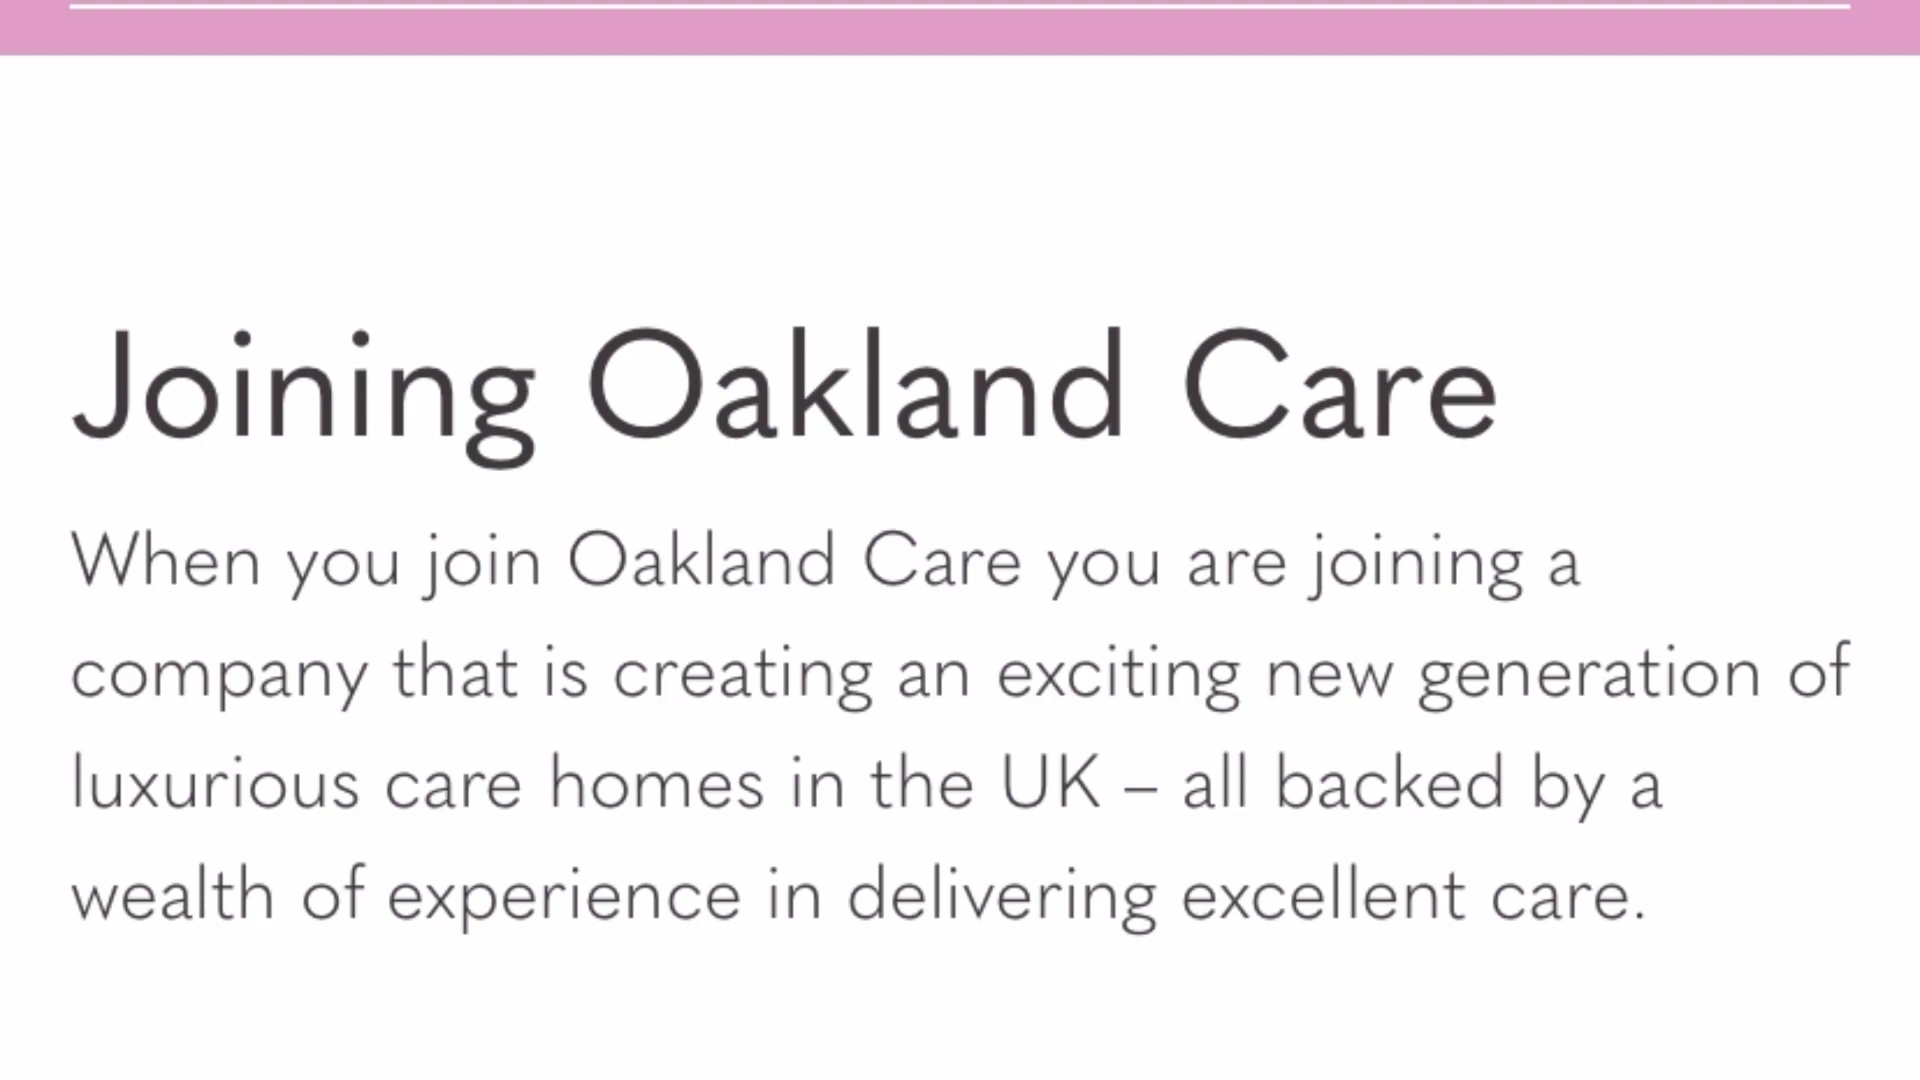 Joining Oakland Care
When you join Oakland Care you are joining a
company that is creating an exciting new generation of
luxurious care homes in the UK – all backed by a
wealth of experience in delivering excellent care.